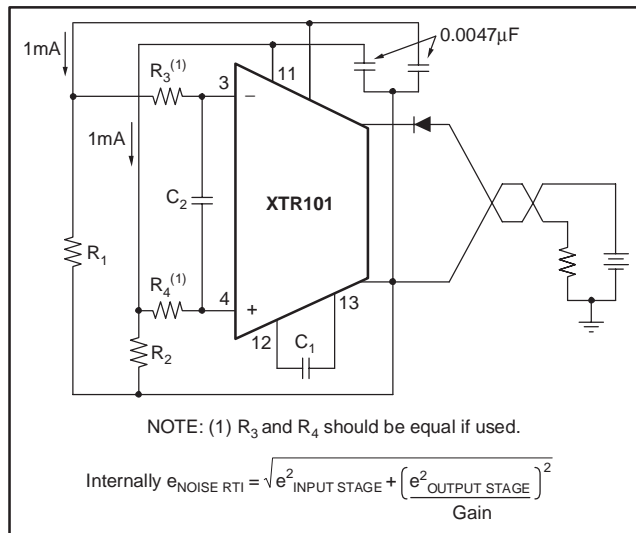 0.0047μF
1mA
R3(1)
11
3
–
1mA
XTR101
C2
R1
R4(1)
4
+
13
R2
12
C1
NOTE: (1) R3 and R4 should be equal if used.
Internally eNOISE RTI = √e²INPUT STAGE + (e²OUTPUT STAGE / Gain)²